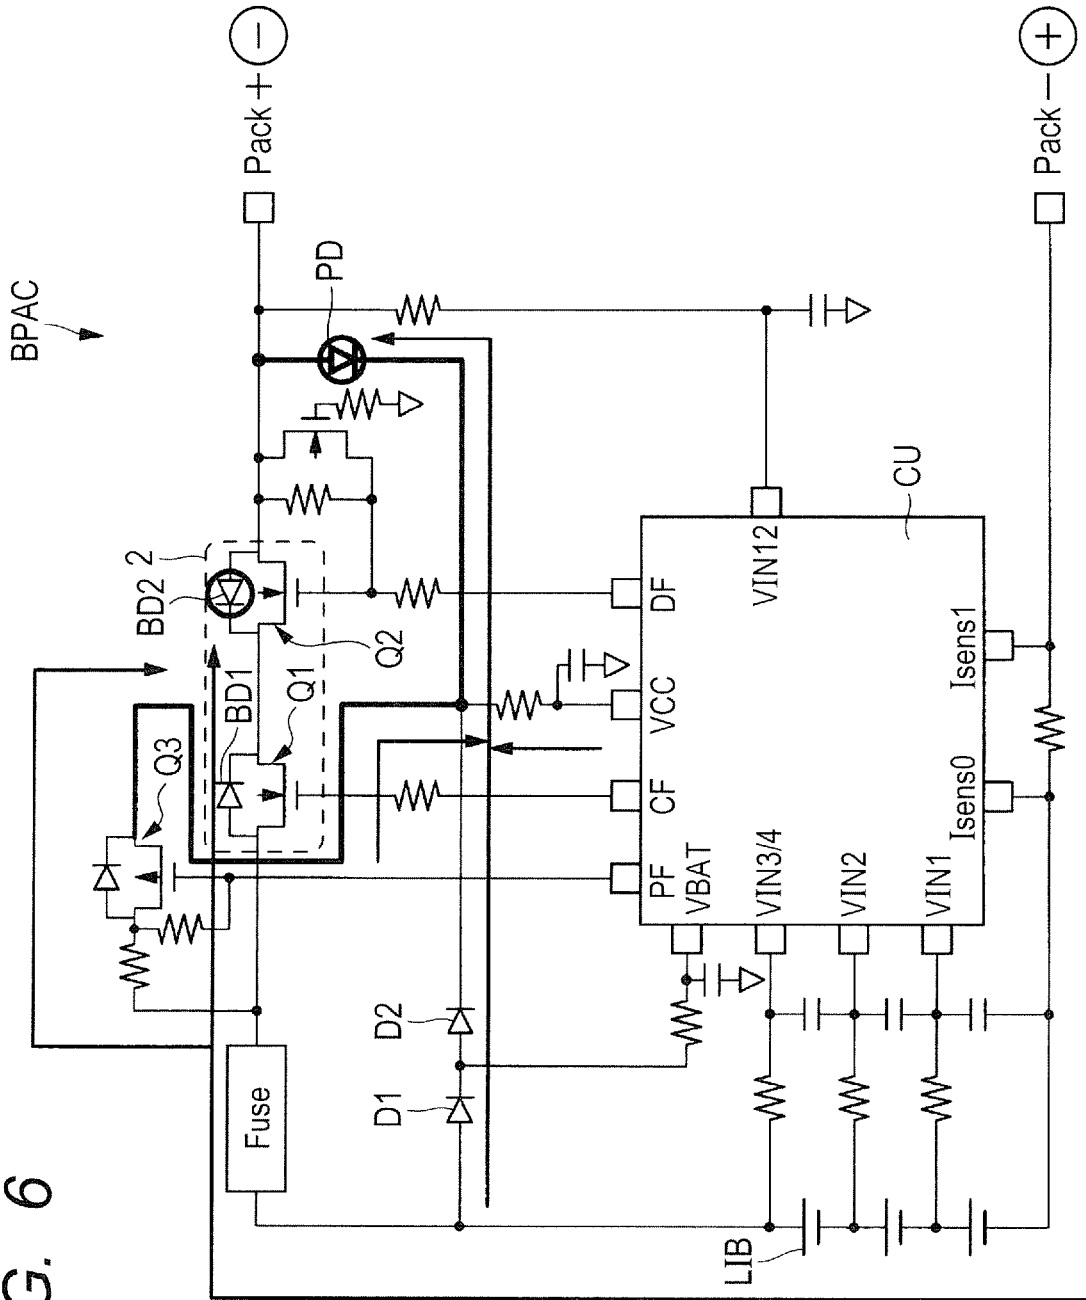 BPAC
Pack +
−
Pack −
+
PD
2
BD2
Q2
BD1
Q1
Q3
Fuse
D2
D1
LIB
CU
VIN12
DF
VCC
CF
PF
VBAT
VIN3/4
VIN2
VIN1
Isens0
Isens1
G. 6